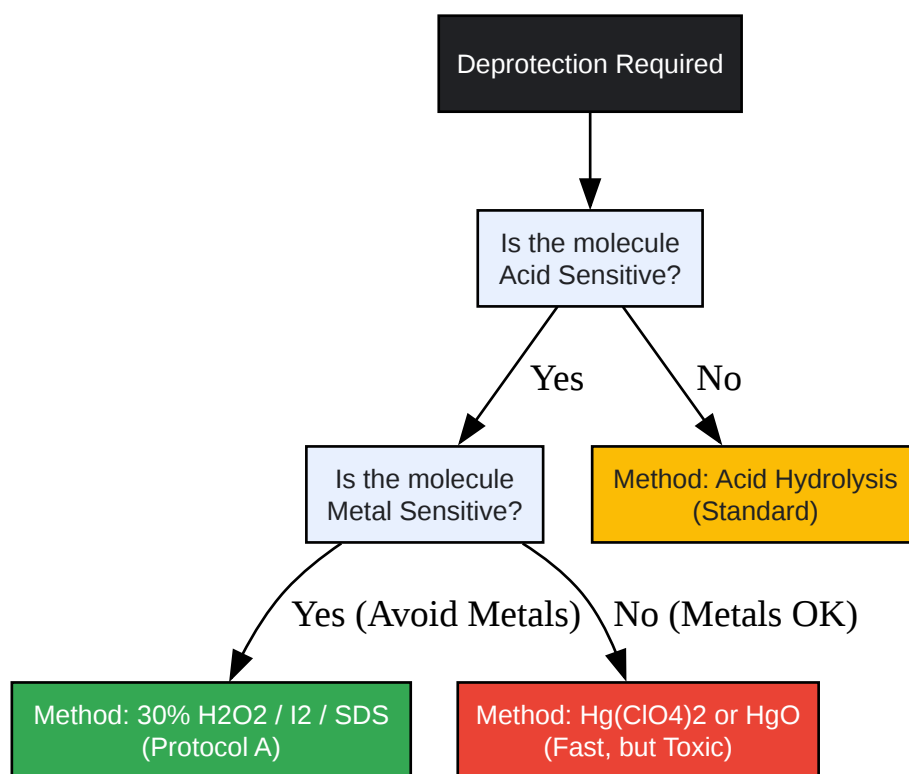 Deprotection Required
Is the molecule
Acid Sensitive?
Yes
No
Is the molecule
Metal Sensitive?
Method: Acid Hydrolysis
(Standard)
Yes (Avoid Metals)
No (Metals OK)
Method: 30% H2O2 / I2 / SDS
(Protocol A)
Method: Hg(ClO4)2 or HgO
(Fast, but Toxic)